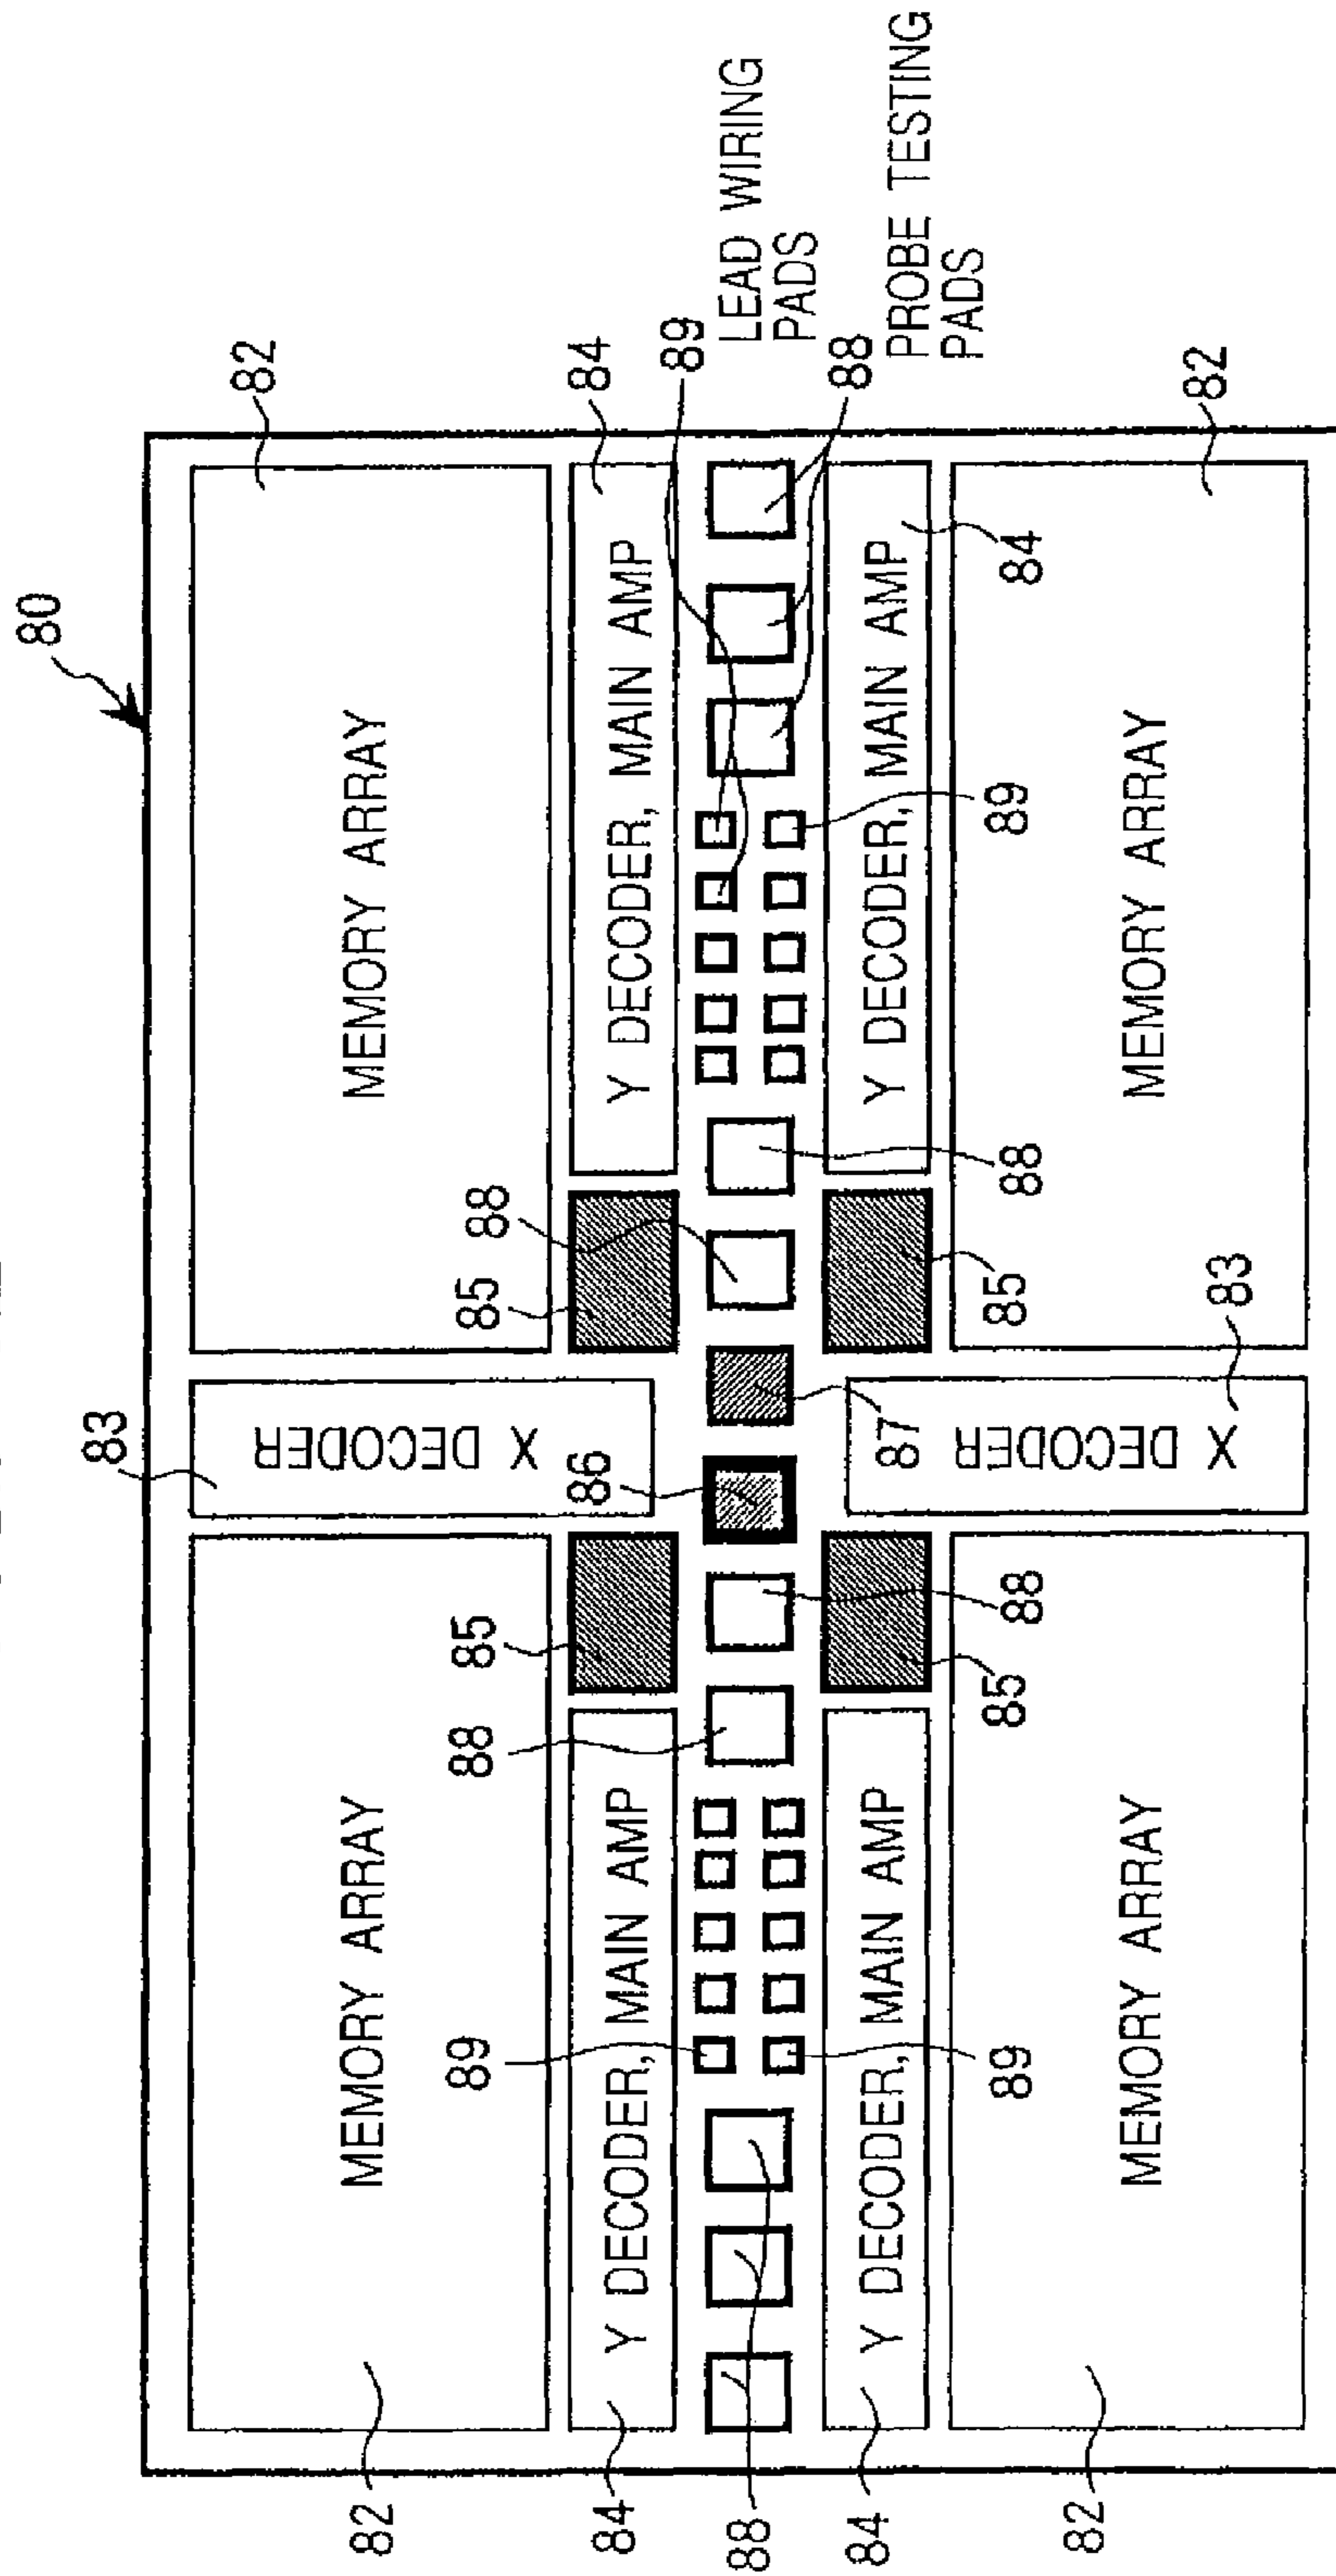 80
82
MEMORY ARRAY
83
X DECODER
MEMORY ARRAY
82
84
Y DECODER, MAIN AMP
88
85
85
88
Y DECODER, MAIN AMP
84
89
86
89
LEAD WIRING
PADS
88
88
PROBE TESTING
PADS
84
Y DECODER, MAIN AMP
89
88
85
87
85
88
89
Y DECODER, MAIN AMP
84
82
MEMORY ARRAY
X DECODER
83
MEMORY ARRAY
82